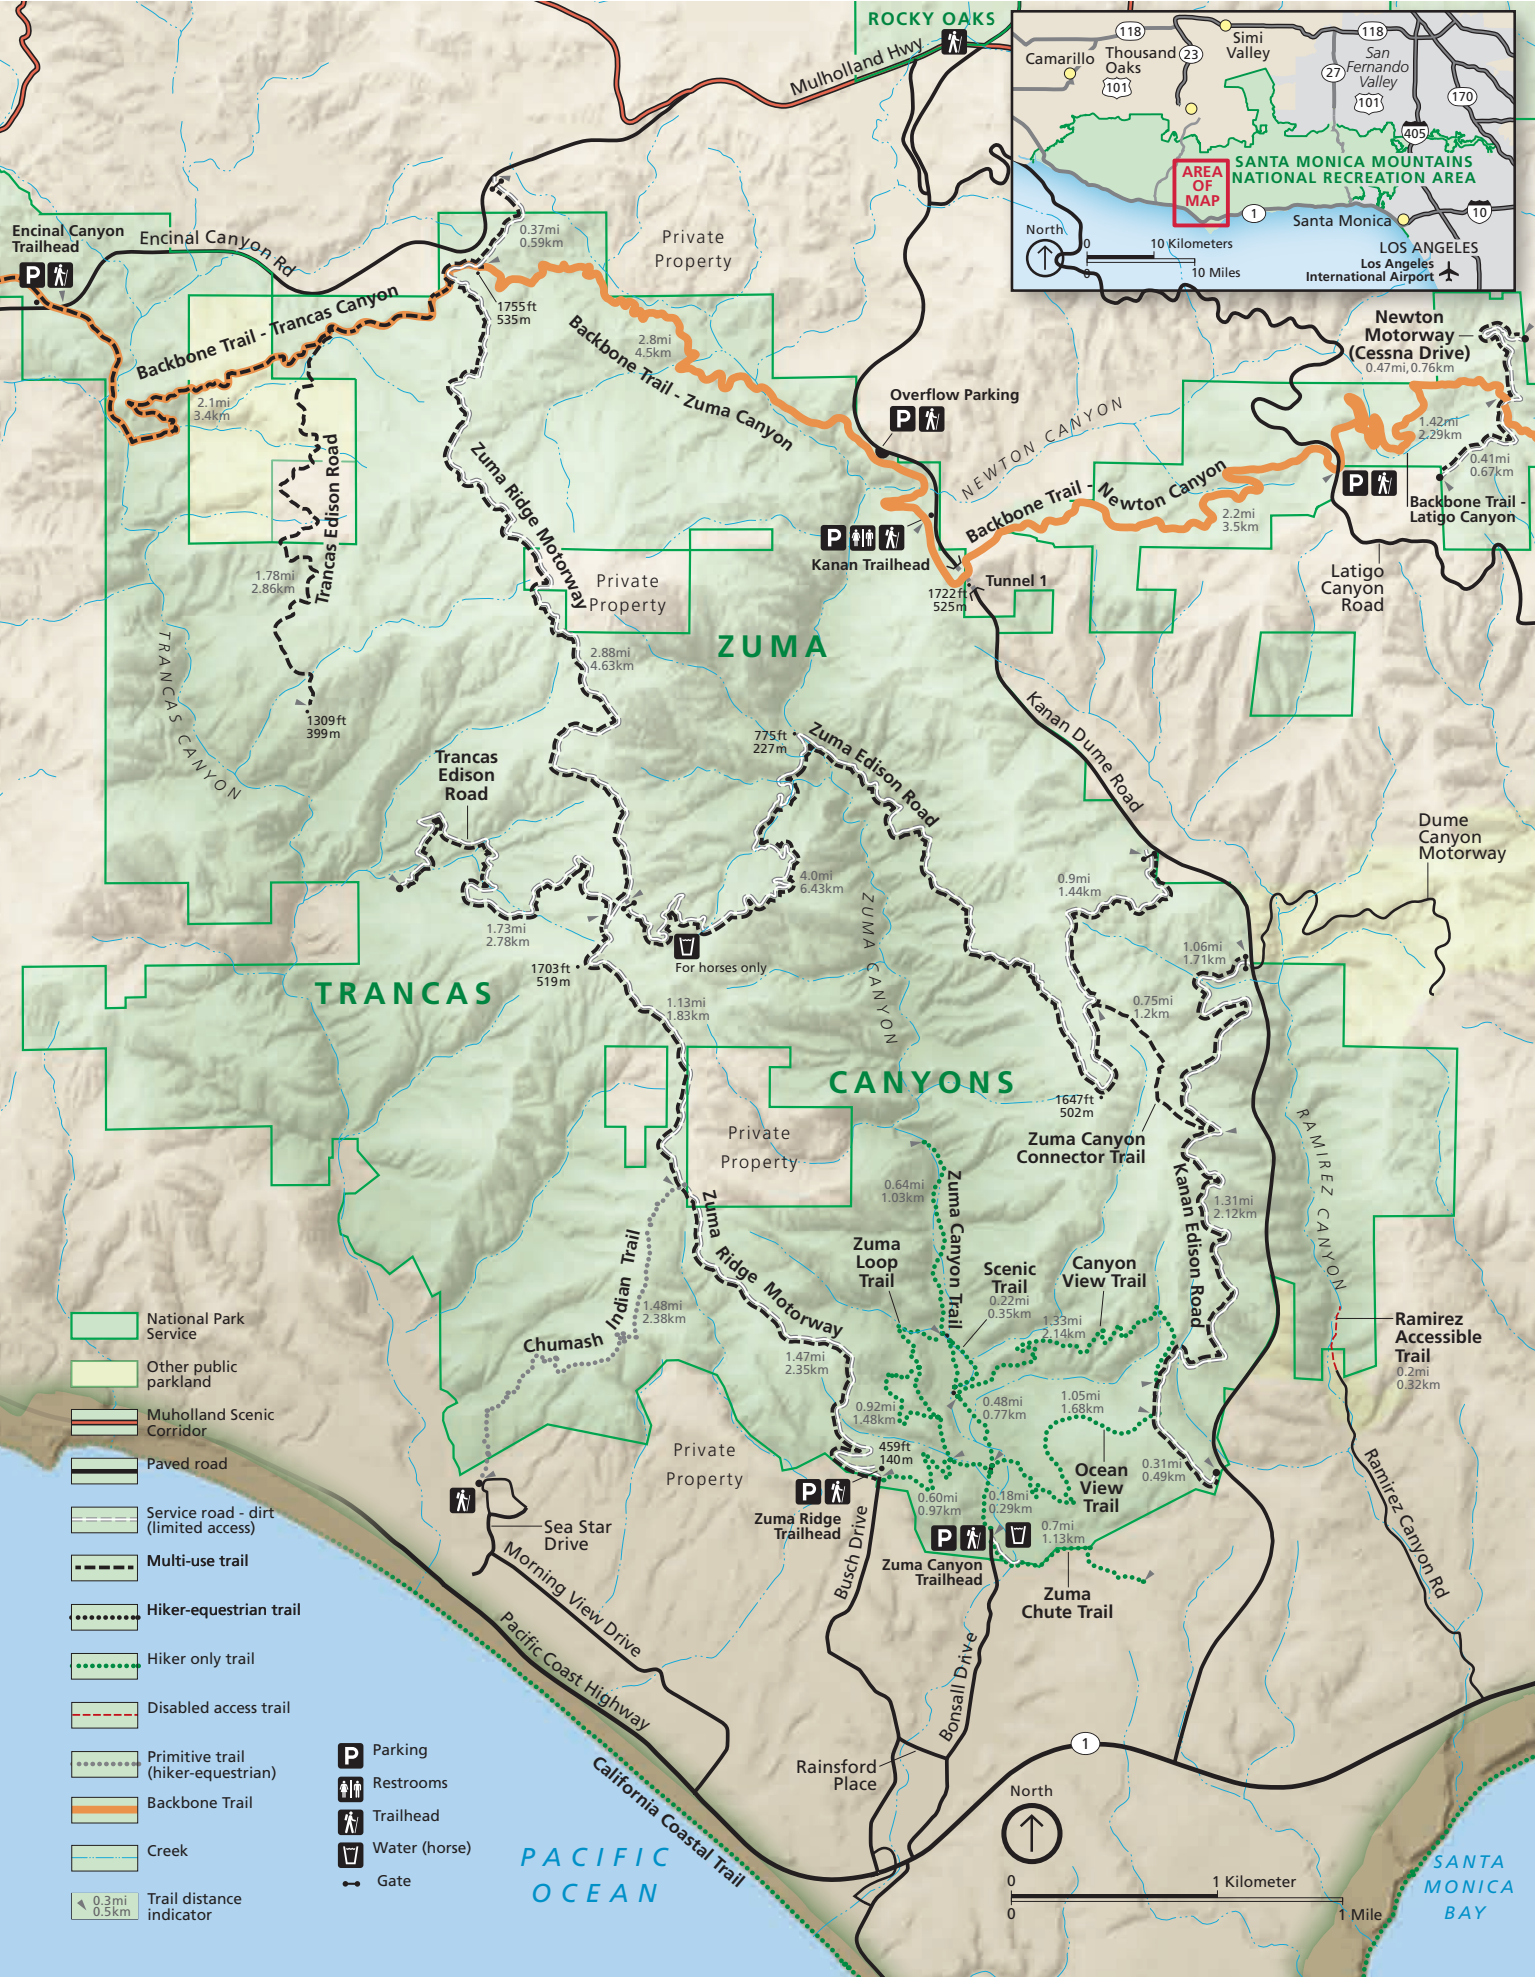 ROCKY OAKS
Mulholland Hwy
118
118
Simi
Valley
Camarillo
Thousand
Oaks
23
101
San
Fernando
Valley
27
101
170
405
SANTA MONICA MOUNTAINS
NATIONAL RECREATION AREA
AREA
OF
MAP
1
10
Santa Monica
North
0
10 Kilometers
0
10 Miles
LOS ANGELES
Los Angeles
International Airport
Encinal Canyon
Trailhead
P
Encinal Canyon Rd
0.37mi
0.59km
Private
Property
1755ft
535m
Backbone Trail - Trancas Canyon
2.1mi
3.4km
2.8mi
4.5km
Backbone Trail - Zuma Canyon
Newton
Motorway
(Cessna Drive)
0.47mi,0.76km
Overflow Parking
P
NEWTON CANYON
1.42mi
2.29km
0.41mi
0.67km
P
Backbone Trail -
Latigo Canyon
Backbone Trail - Newton Canyon
2.2mi
3.5km
Trancas Edison Road
1.78mi
2.86km
Zuma Ridge Motorway
P
Kanan Trailhead
Tunnel 1
1722ft
525m
Latigo
Canyon
Road
Private
Property
ZUMA
2.88mi
4.63km
TRANCAS CANYON
1309ft
399m
Kanan Dume Road
775ft
227m
Zuma Edison Road
Trancas
Edison
Road
Dume
Canyon
Motorway
4.0mi
6.43km
0.9mi
1.44km
1.73mi
2.78km
1.06mi
1.71km
For horses only
1703ft
519m
ZUMA CANYON
TRANCAS
1.13mi
1.83km
0.75mi
1.2km
CANYONS
1647ft
502m
Private
Property
Zuma Canyon
Connector Trail
RAMIREZ CANYON
0.64mi
1.03km
Zuma Canyon Trail
Kanan Edison Road
1.31mi
2.12km
Zuma Ridge Motorway
Zuma
Loop
Trail
Scenic
Trail
0.22mi
0.35km
Canyon
View Trail
1.33mi
2.14km
Chumash Indian Trail
1.48mi
2.38km
Ramirez
Accessible
Trail
0.2mi
0.32km
1.47mi
2.35km
0.92mi
1.48km
0.48mi
0.77km
1.05mi
1.68km
459ft
140m
Private
Property
Ocean
View
Trail
0.31mi
0.49km
P
Zuma Ridge
Trailhead
0.60mi
0.97km
0.18mi
0.29km
0.7mi
1.13km
P
Zuma Canyon
Trailhead
Zuma
Chute Trail
Sea Star
Drive
Morning View Drive
Busch Drive
Bonsall Drive
Ramirez Canyon Rd
Pacific Coast Highway
California Coastal Trail
Rainsford
Place
1
PACIFIC
OCEAN
SANTA
MONICA
BAY
North
0
1 Kilometer
0
1 Mile
National Park
Service
Other public
parkland
Muholland Scenic
Corridor
Paved road
Service road - dirt
(limited access)
Multi-use trail
Hiker-equestrian trail
Hiker only trail
Disabled access trail
Primitive trail
(hiker-equestrian)
Backbone Trail
Creek
0.3mi
0.5km
Trail distance
indicator
P
Parking
Restrooms
Trailhead
Water (horse)
Gate